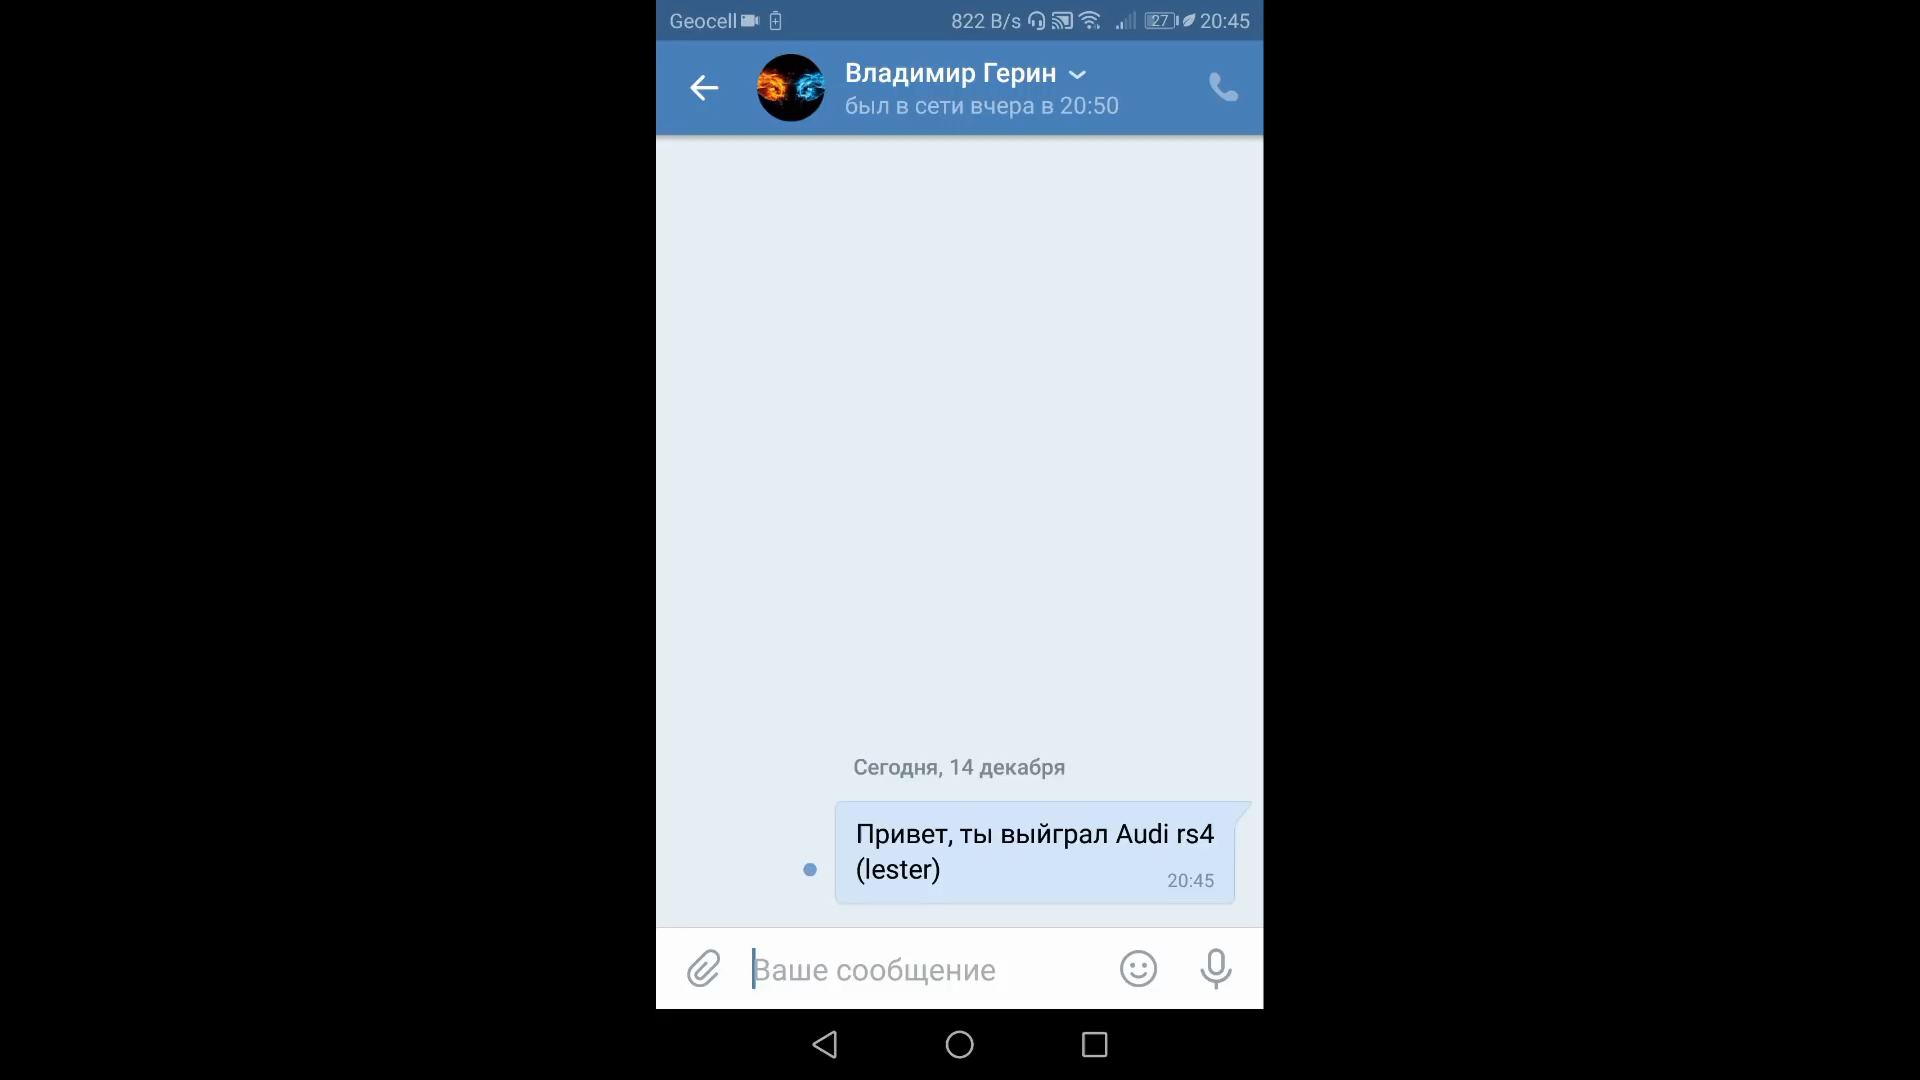 Geocell 822 B/s 27 20:45
Владимир Герин
был в сети вчера в 20:50
Сегодня, 14 декабря
Привет, ты выйграл Audi rs4
(lester)
20:45
Ваше сообщение